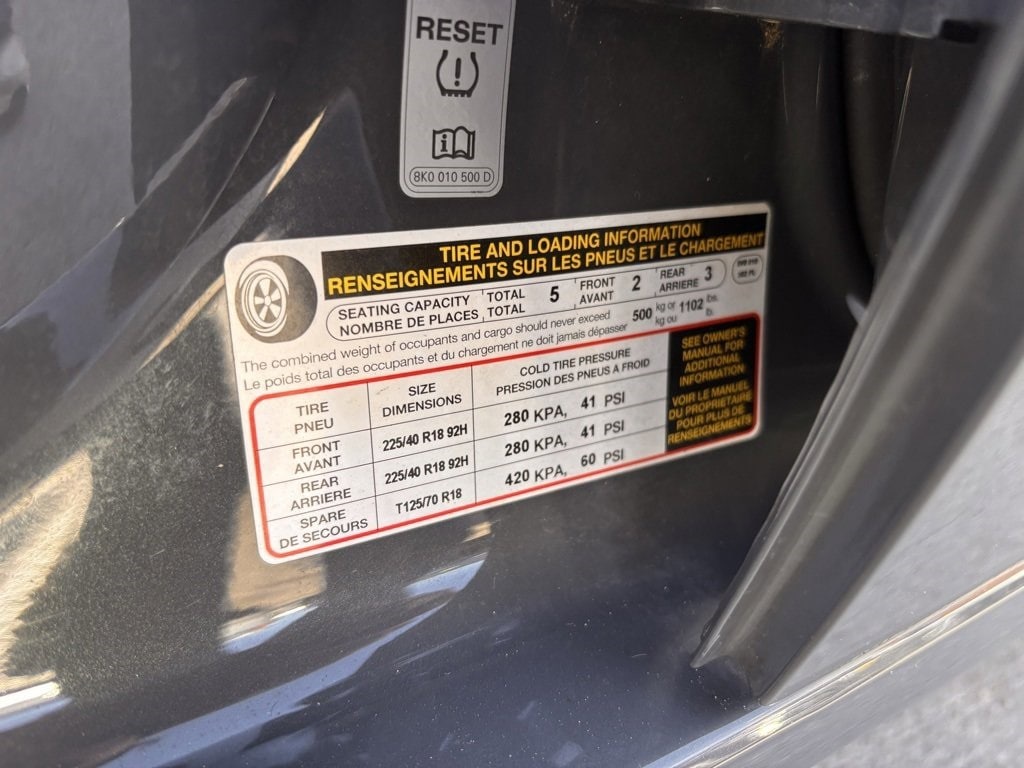 RESET
8K0 010 500 D
TIRE AND LOADING INFORMATION
RENSEIGNEMENTS SUR LES PNEUS ET LE CHARGEMENT
SEATING CAPACITY TOTAL 5 FRONT 2 REAR 3
NOMBRE DE PLACES TOTAL AVANT ARRIERE
The combined weight of occupants and cargo should never exceed 500 kg or 1102 lbs.
Le poids total des occupants et du chargement ne doit jamais dépasser kg ou lb.
TIRE SIZE COLD TIRE PRESSURE
PNEU DIMENSIONS PRESSION DES PNEUS A FROID
FRONT 225/40 R18 92H 280 KPA, 41 PSI
AVANT
REAR 225/40 R18 92H 280 KPA, 41 PSI
ARRIERE
SPARE T125/70 R18 420 KPA, 60 PSI
DE SECOURS
SEE OWNER'S
MANUAL FOR
ADDITIONAL
INFORMATION
VOIR LE MANUEL
DU PROPRIETAIRE
POUR PLUS DE
RENSEIGNEMENTS